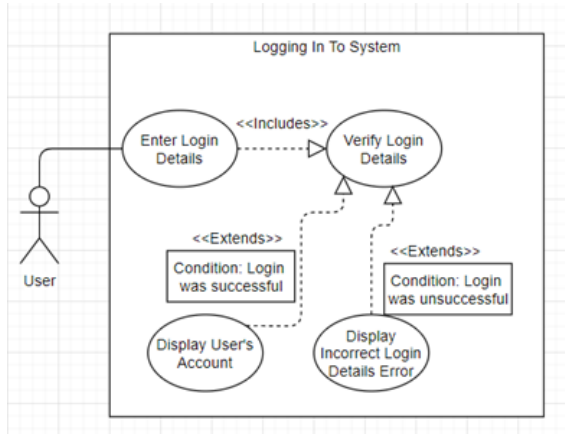 Logging In To System
<<Includes>>
Enter Login
Details
Verify Login
Details
User
<<Extends>>
Condition: Login
was successful
<<Extends>>
Condition: Login
was unsuccessful
Display User's
Account
Display
Incorrect Login
Details Error